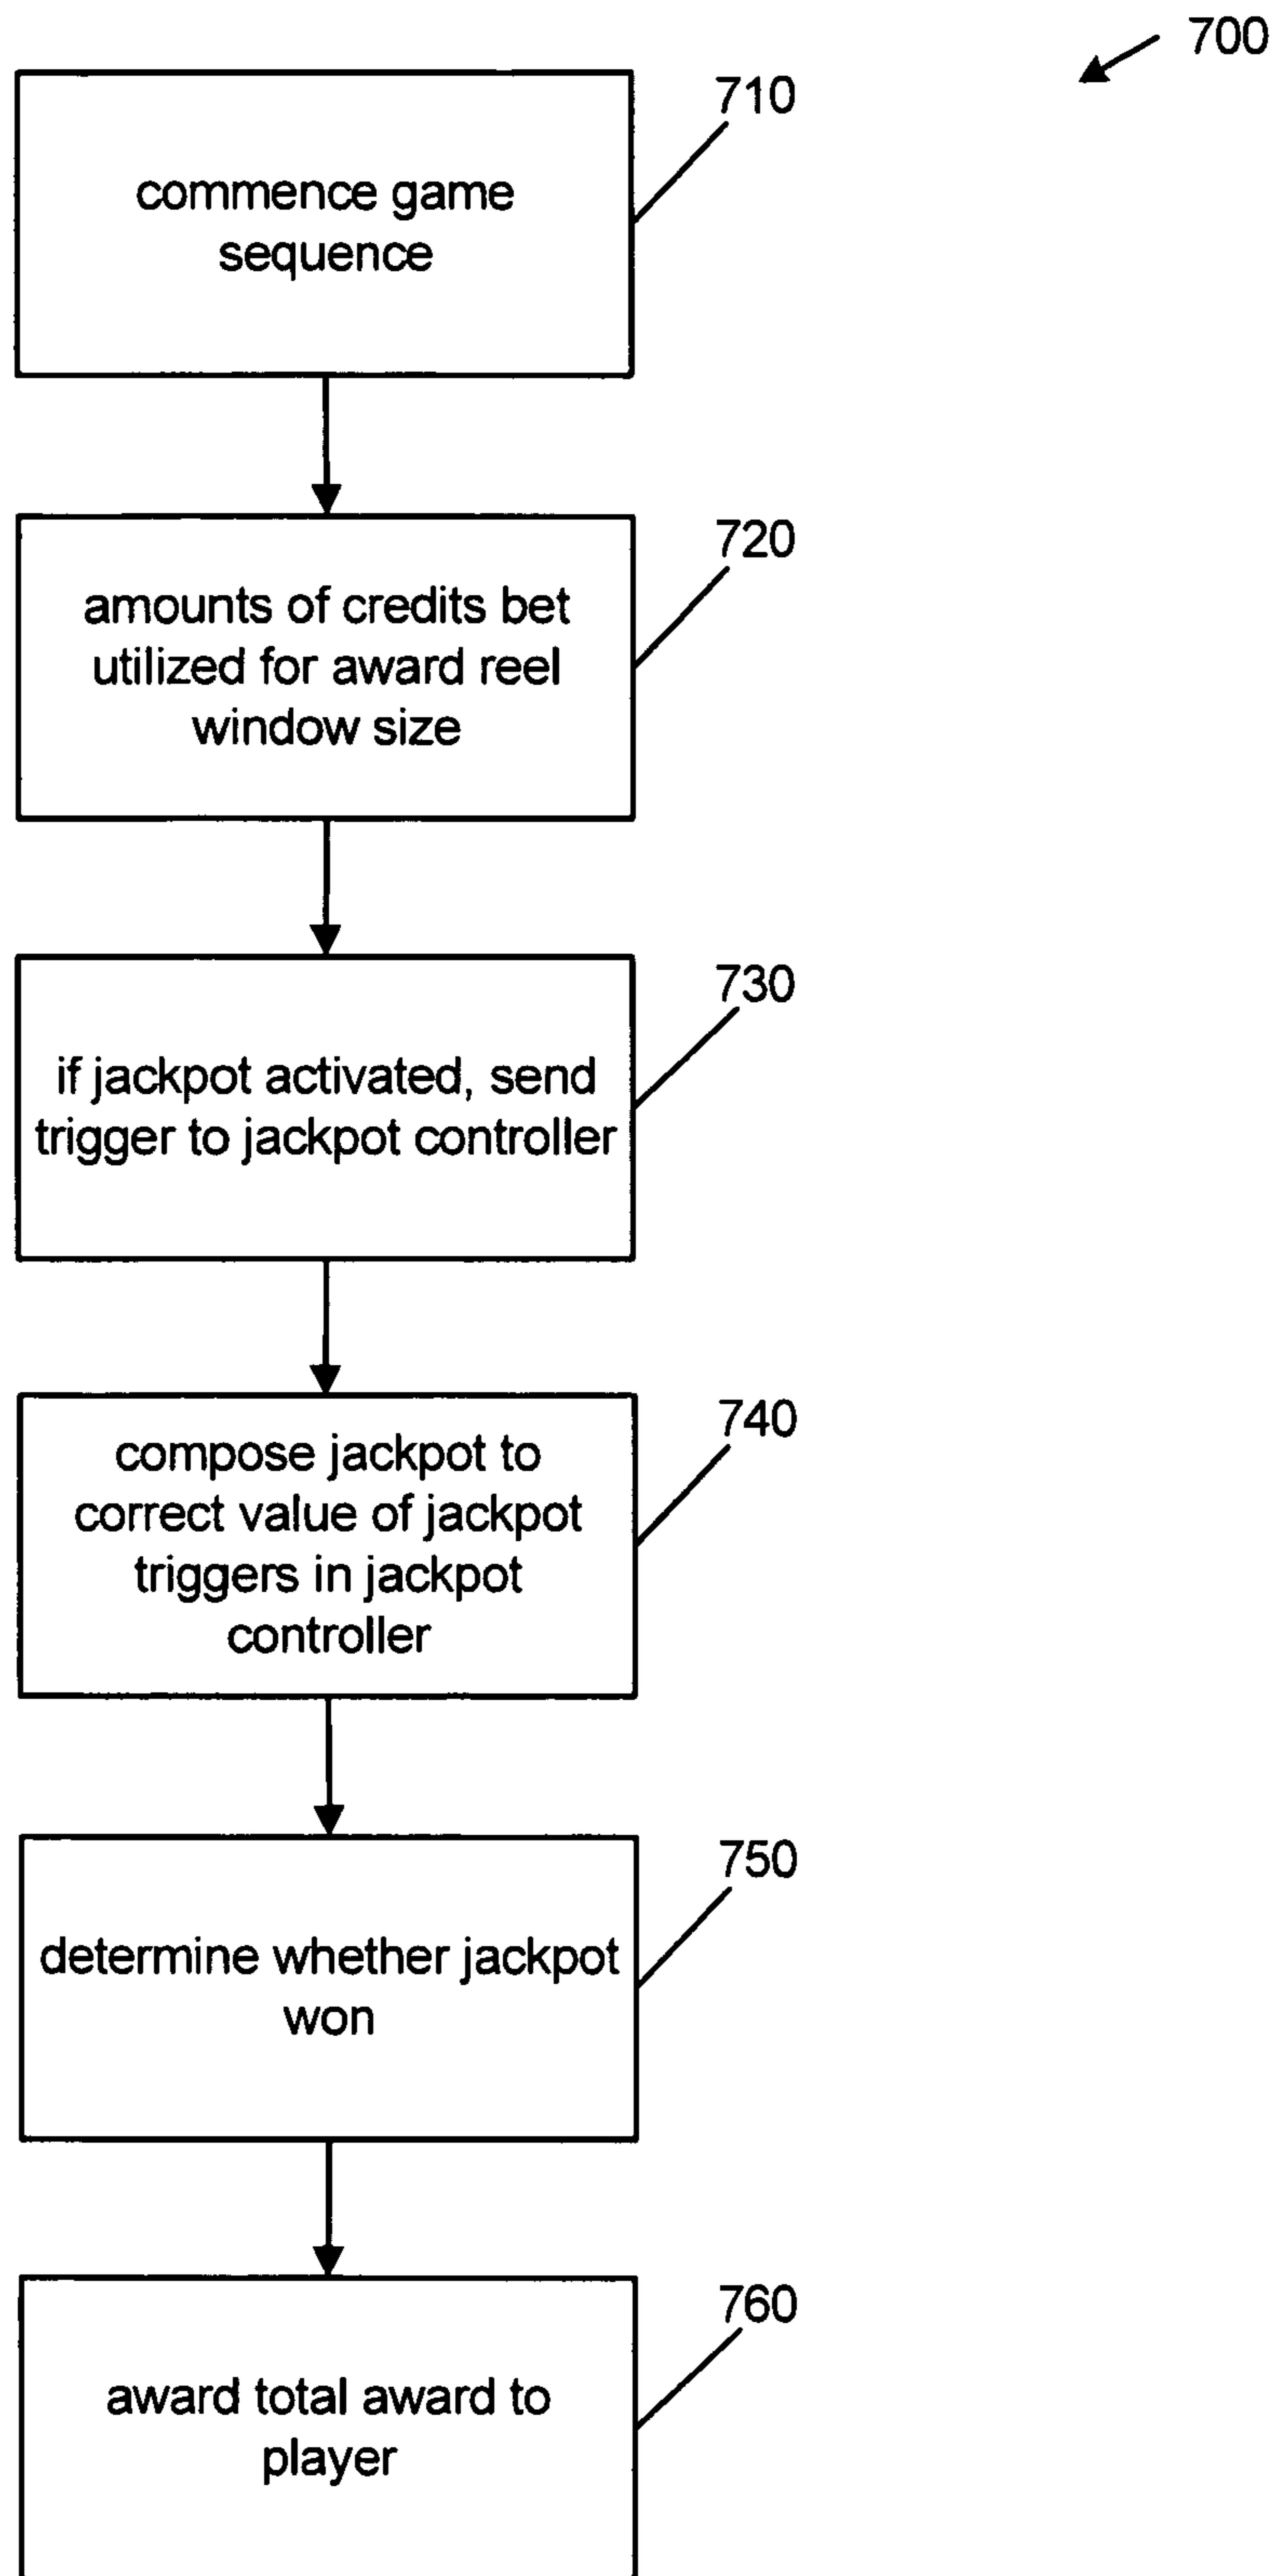 700
710
commence game
sequence
720
amounts of credits bet
utilized for award reel
window size
730
if jackpot activated, send
trigger to jackpot controller
740
compose jackpot to
correct value of jackpot
triggers in jackpot
controller
750
determine whether jackpot
won
760
award total award to
player